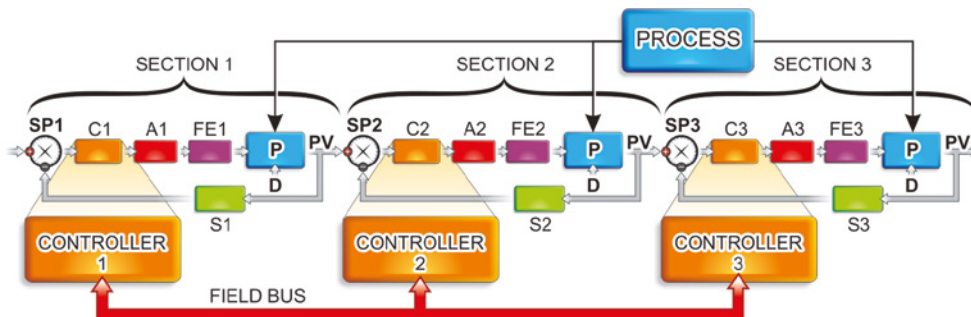 PROCESS
SECTION 1
SECTION 2
SECTION 3
SP1
C1
A1
FE1
P
PV
D
S1
SP2
C2
A2
FE2
P
PV
D
S2
SP3
C3
A3
FE3
P
PV
D
S3
CONTROLLER
1
CONTROLLER
2
CONTROLLER
3
FIELD BUS